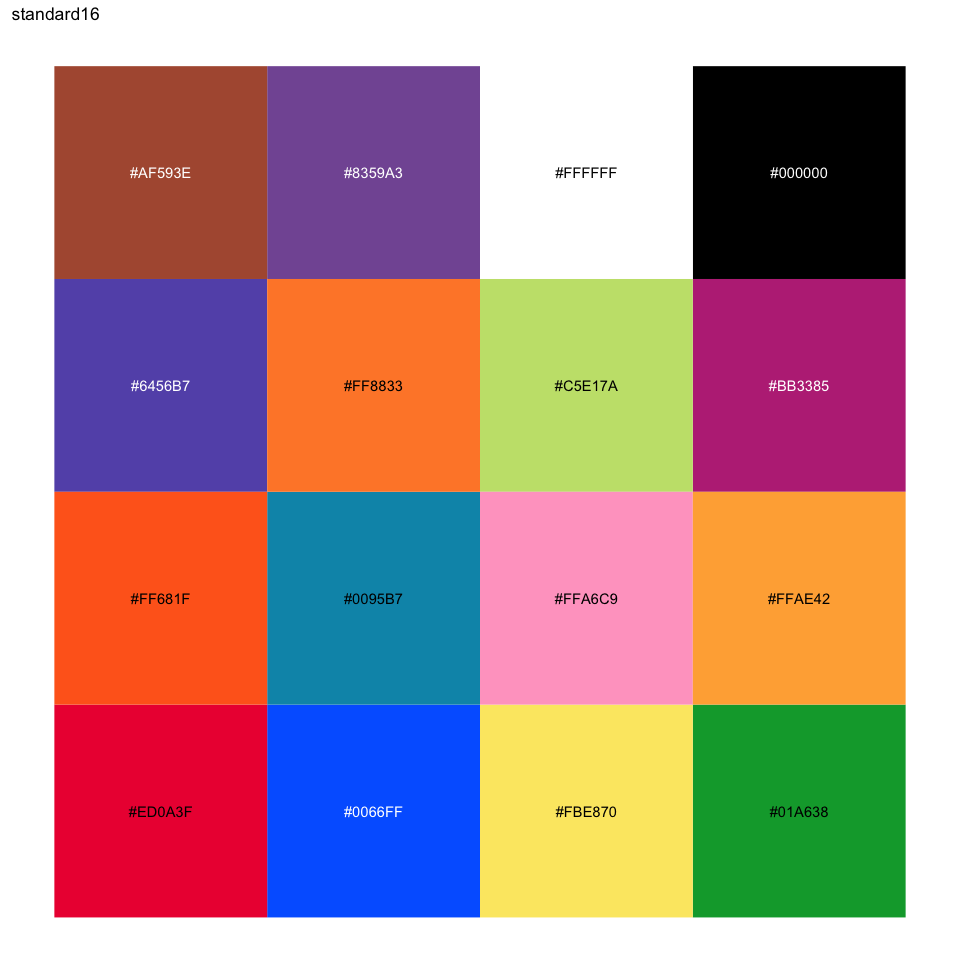 standard16
#AF593E #8359A3 #FFFFFF #000000
#6456B7 #FF8833 #C5E17A #BB3385
#FF681F #0095B7 #FFA6C9 #FFAE42
#ED0A3F #0066FF #FBE870 #01A638